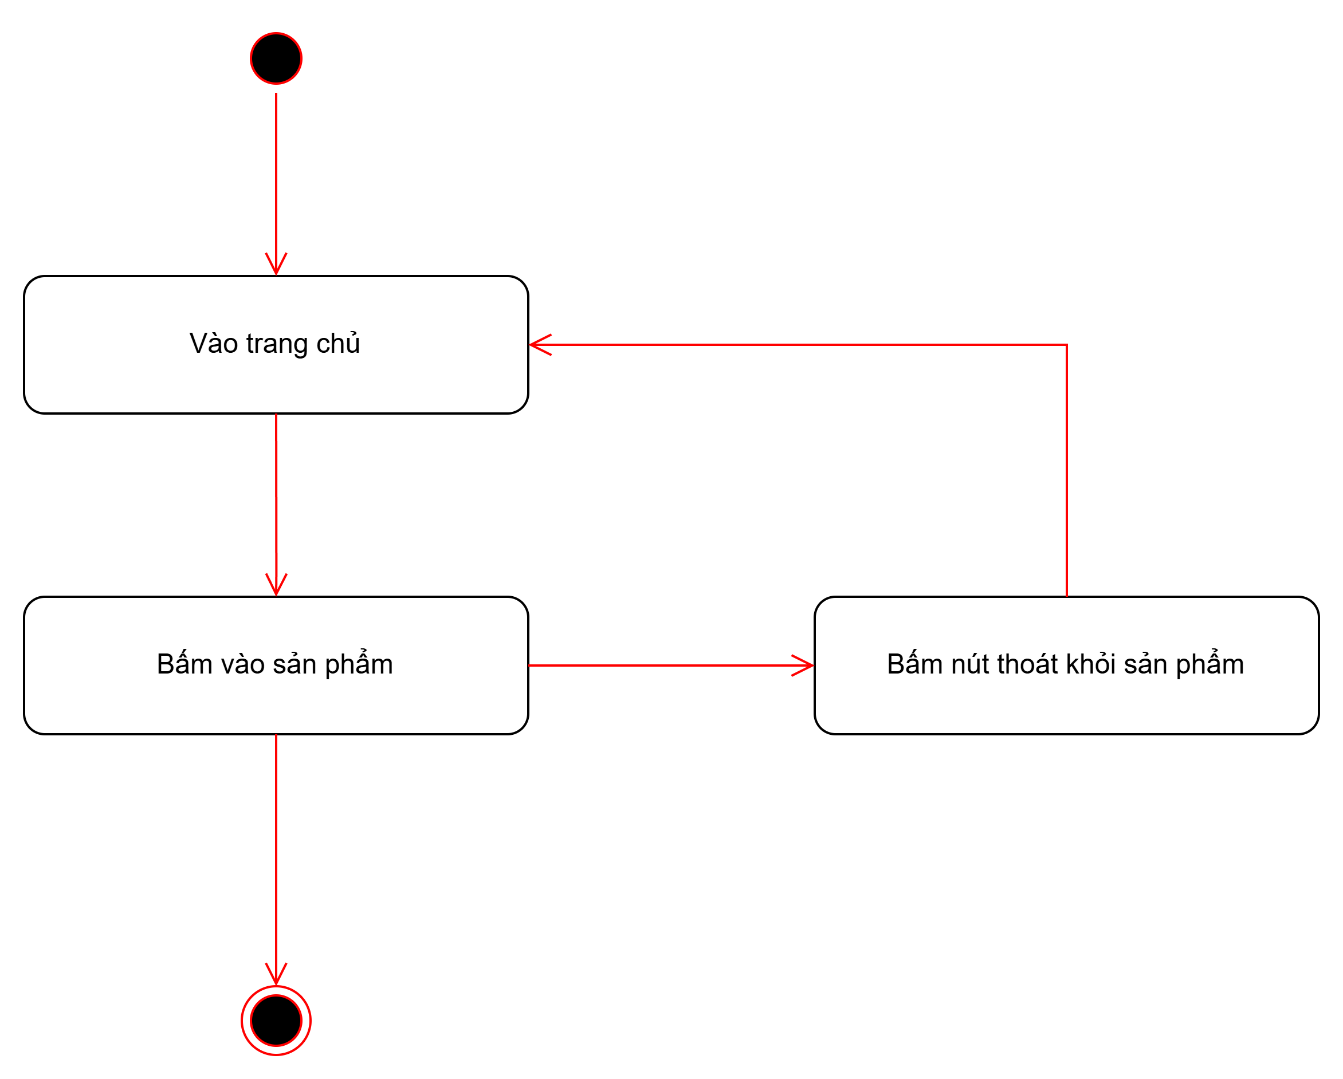 Vào trang chủ
Bấm vào sản phẩm
Bấm nút thoát khỏi sản phẩm